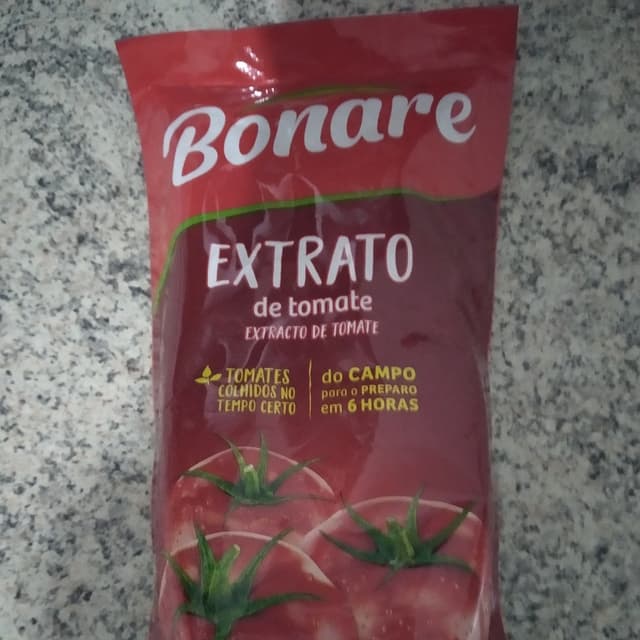 Bonare
EXTRATO
de tomate
EXTRACTO DE TOMATE
TOMATES
COLHIDOS NO
TEMPO CERTO
do CAMPO
para o PREPARO
em 6 HORAS